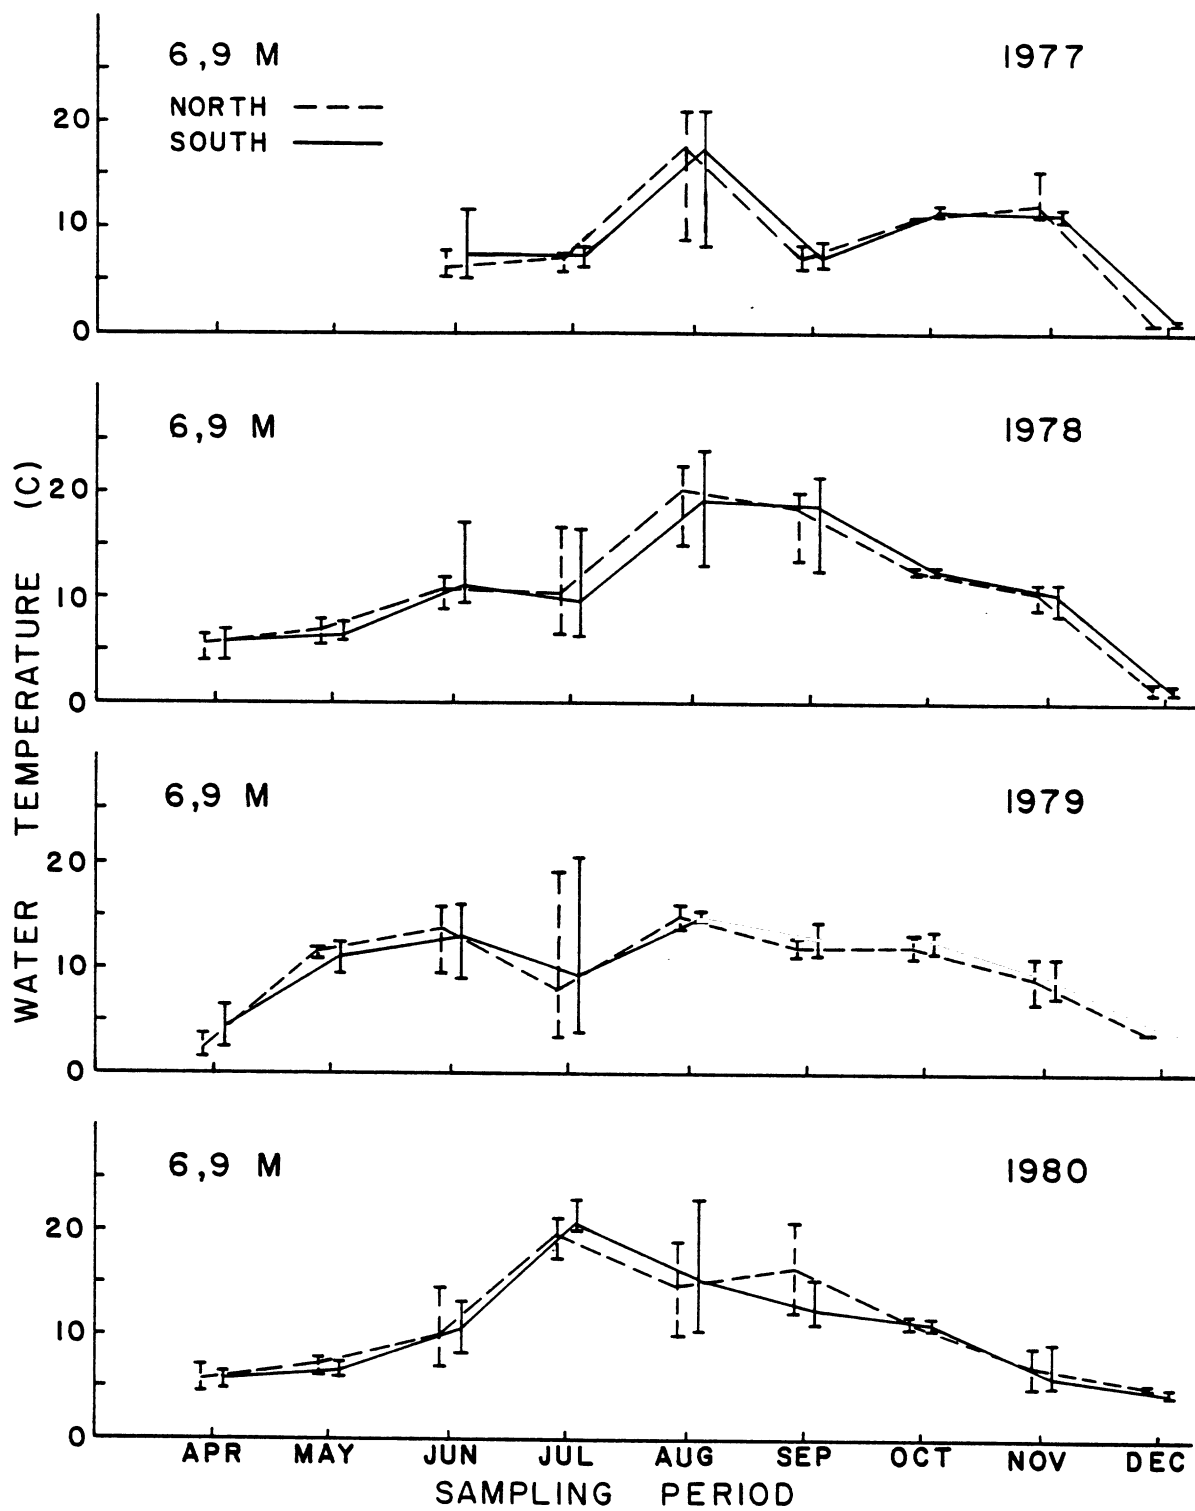 6,9 M 1977
NORTH
SOUTH
20
10
0
6,9 M 1978
20
10
0
6,9 M 1979
20
10
0
6,9 M 1980
20
10
0
WATER TEMPERATURE (C)
APR MAY JUN JUL AUG SEP OCT NOV DEC
SAMPLING PERIOD